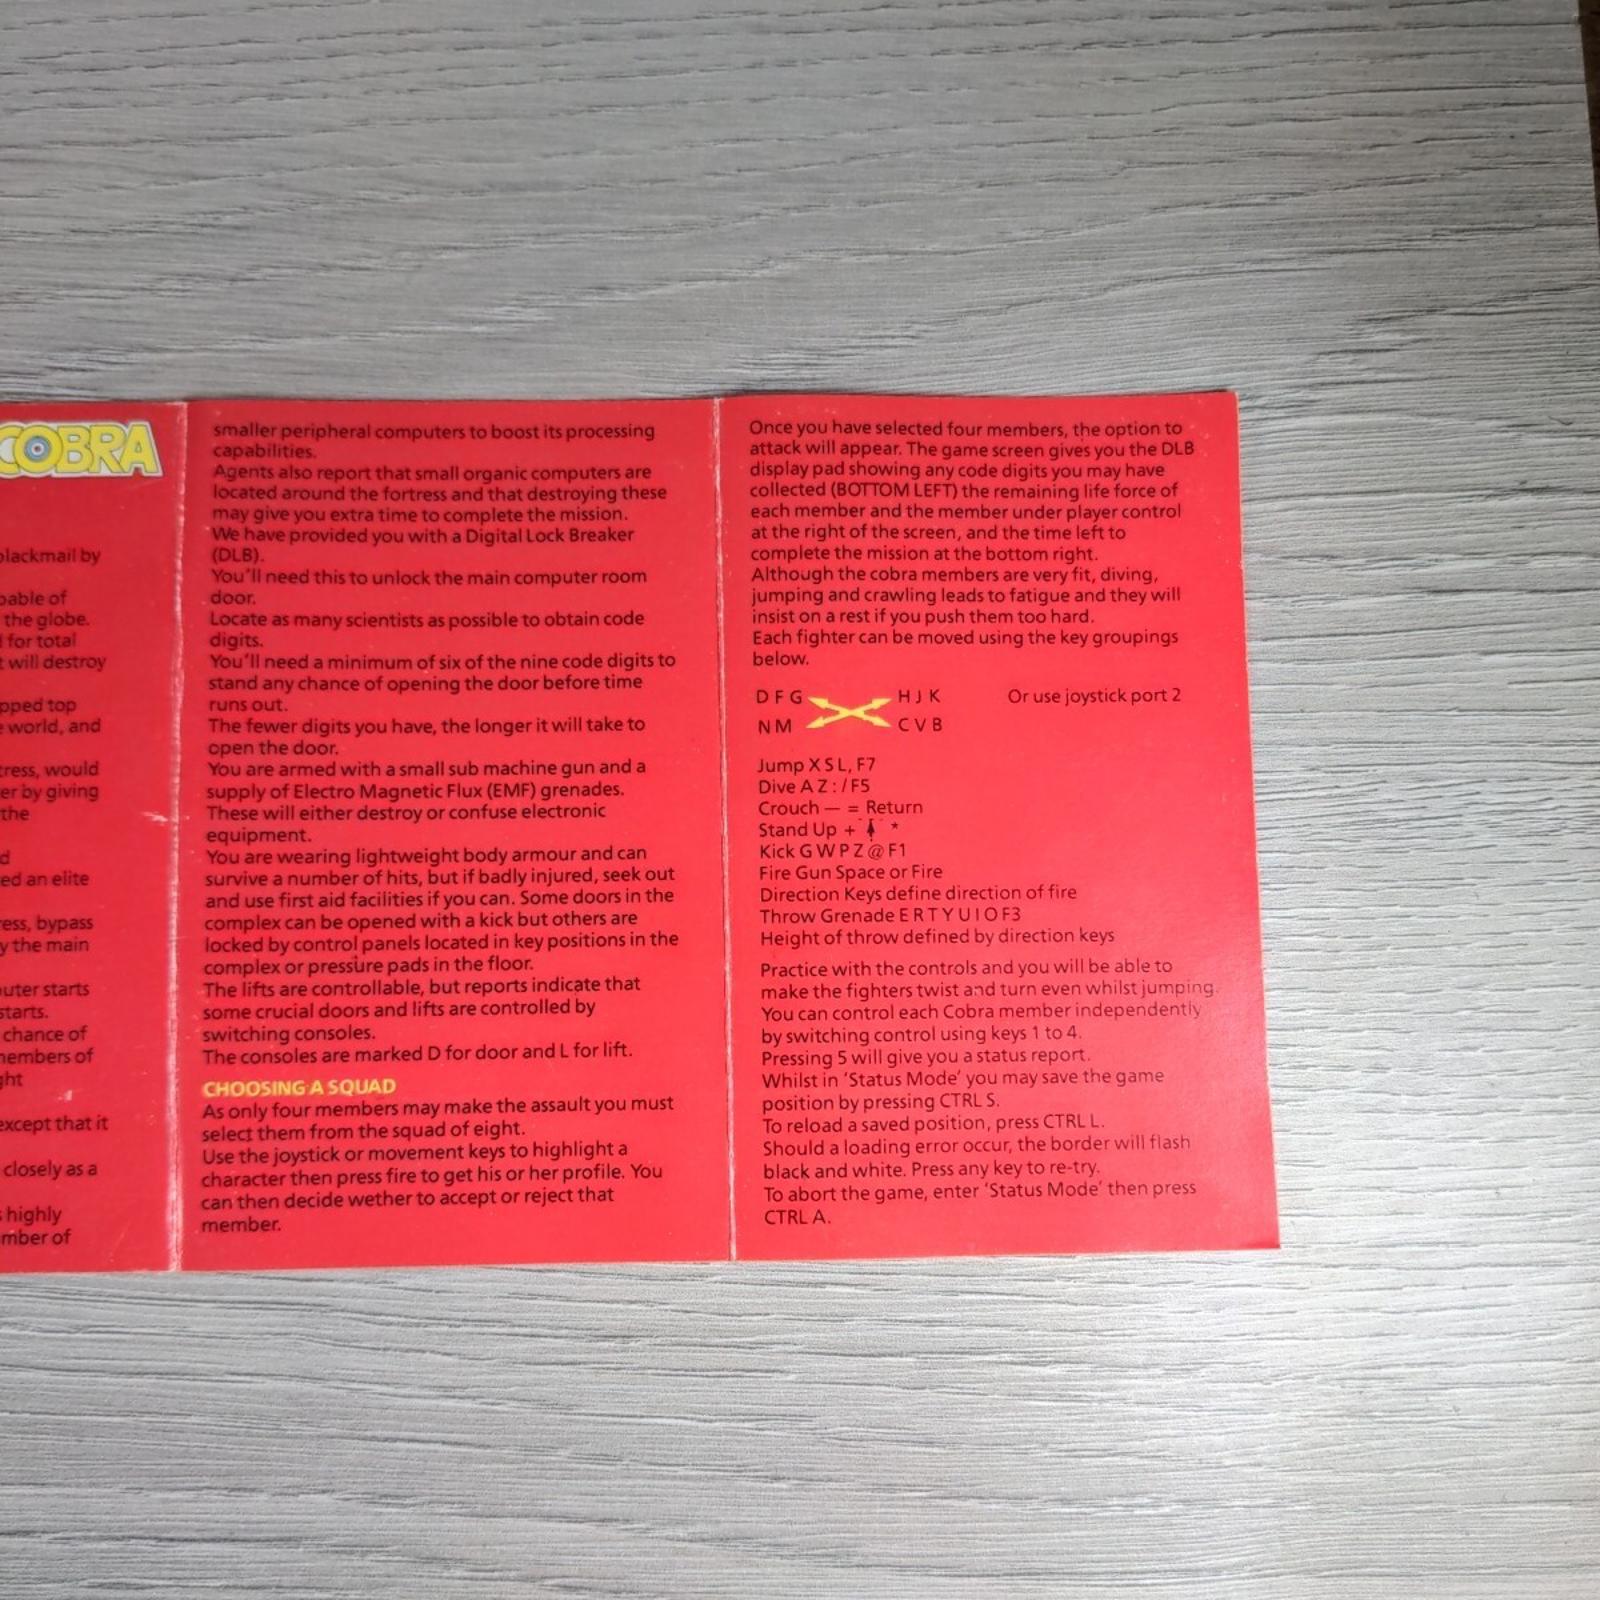 COBRA
blackmail by
pable of
the globe.
for total
will destroy
pped top
world, and
tress, would
er by giving
the
ed an elite
ress, bypass
y the main
puter starts
starts.
chance of
members of
ght
except that it
closely as a
highly
mber of
smaller peripheral computers to boost its processing
capabilities.
Agents also report that small organic computers are
located around the fortress and that destroying these
may give you extra time to complete the mission.
We have provided you with a Digital Lock Breaker
(DLB).
You'll need this to unlock the main computer room
door.
Locate as many scientists as possible to obtain code
digits.
You'll need a minimum of six of the nine code digits to
stand any chance of opening the door before time
runs out.
The fewer digits you have, the longer it will take to
open the door.
You are armed with a small sub machine gun and a
supply of Electro Magnetic Flux (EMF) grenades.
These will either destroy or confuse electronic
equipment.
You are wearing lightweight body armour and can
survive a number of hits, but if badly injured, seek out
and use first aid facilities if you can. Some doors in the
complex can be opened with a kick but others are
locked by control panels located in key positions in the
complex or pressure pads in the floor.
The lifts are controllable, but reports indicate that
some crucial doors and lifts are controlled by
switching consoles.
The consoles are marked D for door and L for lift.
CHOOSING A SQUAD
As only four members may make the assault you must
select them from the squad of eight.
Use the joystick or movement keys to highlight a
character then press fire to get his or her profile. You
can then decide wether to accept or reject that
member.
Once you have selected four members, the option to
attack will appear. The game screen gives you the DLB
display pad showing any code digits you may have
collected (BOTTOM LEFT) the remaining life force of
each member and the member under player control
at the right of the screen, and the time left to
complete the mission at the bottom right.
Although the cobra members are very fit, diving,
jumping and crawling leads to fatigue and they will
insist on a rest if you push them too hard.
Each fighter can be moved using the key groupings
below.
D F G H J K Or use joystick port 2
N M C V B
Jump X S L, F7
Dive A Z : / F5
Crouch — = Return
Stand Up + ↑ *
Kick G W P Z @ F1
Fire Gun Space or Fire
Direction Keys define direction of fire
Throw Grenade E R T Y U I O F3
Height of throw defined by direction keys
Practice with the controls and you will be able to
make the fighters twist and turn even whilst jumping.
You can control each Cobra member independently
by switching control using keys 1 to 4.
Pressing 5 will give you a status report.
Whilst in 'Status Mode' you may save the game
position by pressing CTRL S.
To reload a saved position, press CTRL L.
Should a loading error occur, the border will flash
black and white. Press any key to re-try.
To abort the game, enter 'Status Mode' then press
CTRL A.